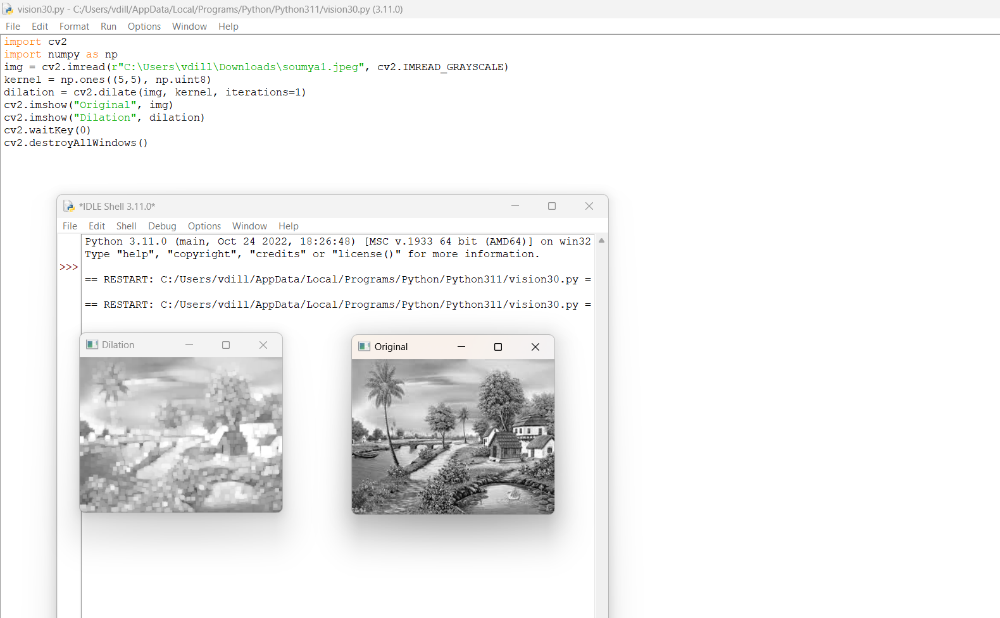 vision30.py - C:/Users/vdill/AppData/Local/Programs/Python/Python311/vision30.py (3.11.0)
File Edit Format Run Options Window Help
import cv2
import numpy as np
img = cv2.imread(r"C:\Users\vdill\Downloads\soumya1.jpeg", cv2.IMREAD_GRAYSCALE)
kernel = np.ones((5,5), np.uint8)
dilation = cv2.dilate(img, kernel, iterations=1)
cv2.imshow("Original", img)
cv2.imshow("Dilation", dilation)
cv2.waitKey(0)
cv2.destroyAllWindows()
*IDLE Shell 3.11.0*
File Edit Shell Debug Options Window Help
Python 3.11.0 (main, Oct 24 2022, 18:26:48) [MSC v.1933 64 bit (AMD64)] on win32
Type "help", "copyright", "credits" or "license()" for more information.
>>>
== RESTART: C:/Users/vdill/AppData/Local/Programs/Python/Python311/vision30.py =
== RESTART: C:/Users/vdill/AppData/Local/Programs/Python/Python311/vision30.py =
Dilation
Original